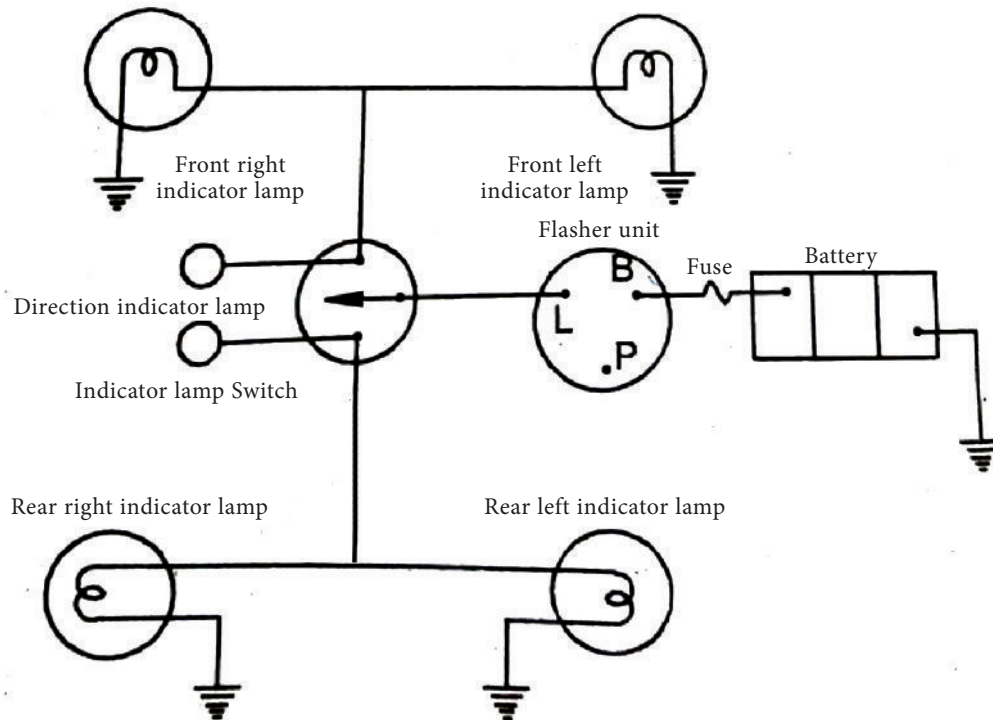 Front right
indicator lamp
Front left
indicator lamp
Flasher unit
B
Fuse
Battery
Direction indicator lamp
L
P
Indicator lamp Switch
Rear right indicator lamp
Rear left indicator lamp